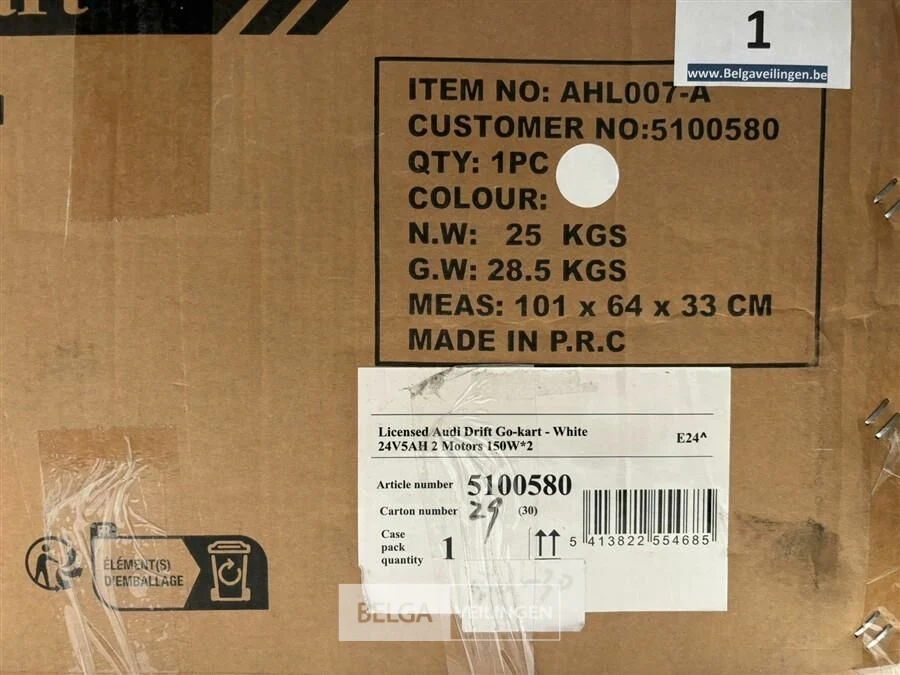 1
www.Belgaveilingen.be
ITEM NO: AHL007-A
CUSTOMER NO:5100580
QTY: 1PC
COLOUR:
N.W: 25 KGS
G.W: 28.5 KGS
MEAS: 101 x 64 x 33 CM
MADE IN P.R.C
Licensed Audi Drift Go-kart - White
24V5AH 2 Motors 150W*2
E24^
Article number 5100580
Carton number 29 (30)
Case
pack
quantity
1
5 413822 554685
FR
ÉLÉMENT(S)
D'EMBALLAGE
BELGA VEILINGEN